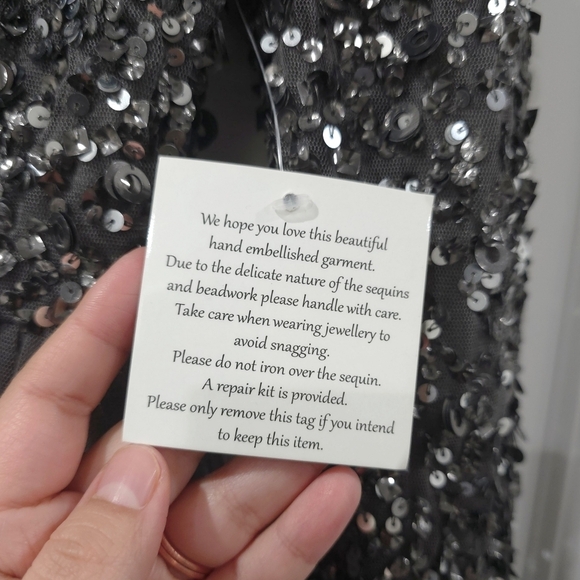 We hope you love this beautiful
hand embellished garment.
Due to the delicate nature of the sequins
and beadwork please handle with care.
Take care when wearing jewellery to
avoid snagging.
Please do not iron over the sequin.
A repair kit is provided.
Please only remove this tag if you intend
to keep this item.